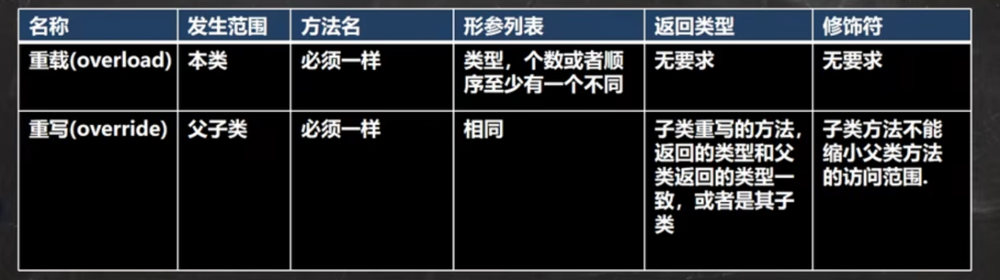 名称 发生范围 方法名 形参列表 返回类型 修饰符
重载(overload) 本类 必须一样 类型，个数或者顺 无要求 无要求
序至少有一个不同
重写(override) 父子类 必须一样 相同 子类重写的方法， 子类方法不能
返回的类型和父 缩小父类方法
类返回的类型一 的访问范围.
致，或者是其子
类